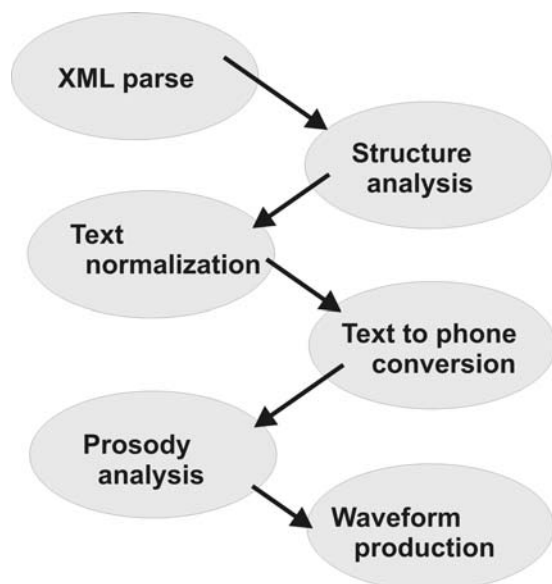 XML parse
Structure
analysis
Text
normalization
Text to phone
conversion
Prosody
analysis
Waveform
production